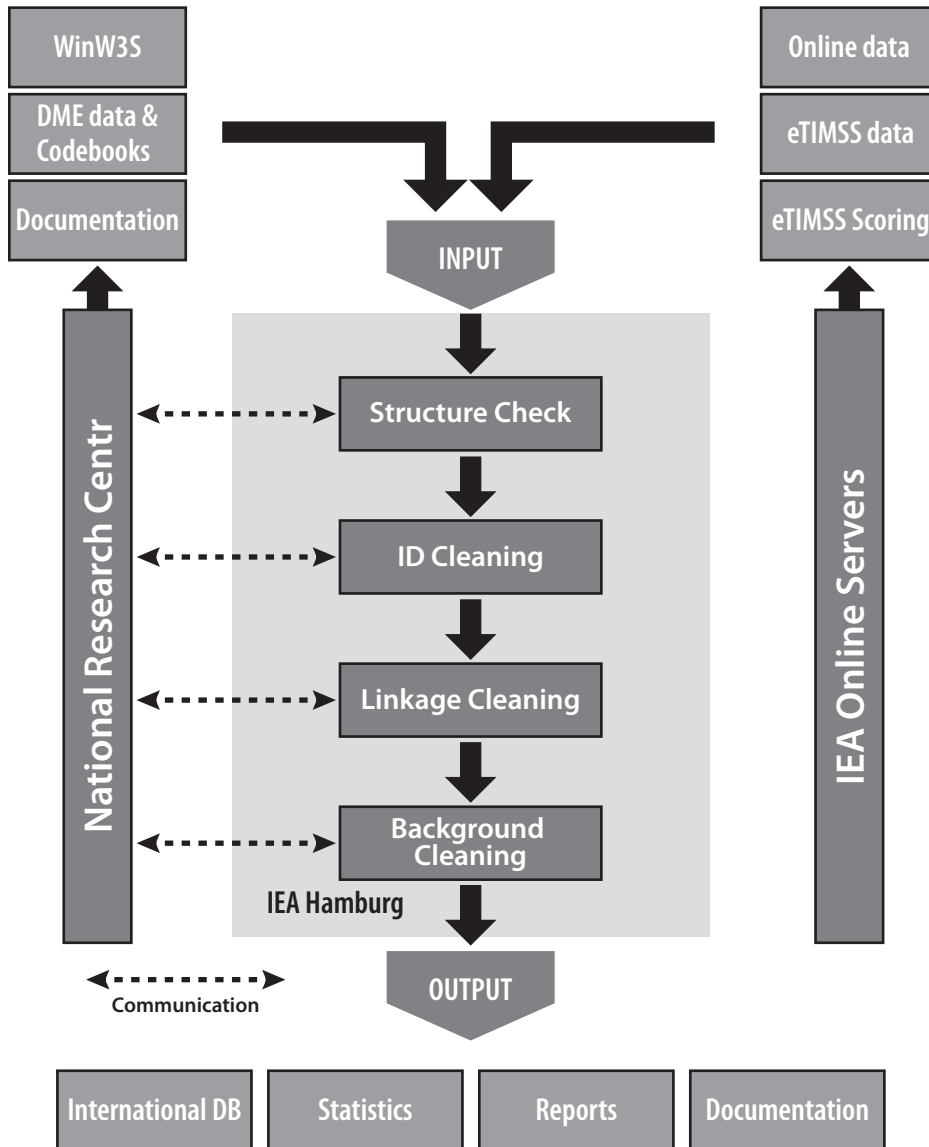 WinW3S
DME data &
Codebooks
Documentation
Online data
eTIMSS data
eTIMSS Scoring
INPUT
National Research Centr
IEA Online Servers
Structure Check
ID Cleaning
Linkage Cleaning
Background
Cleaning
IEA Hamburg
Communication
OUTPUT
International DB
Statistics
Reports
Documentation